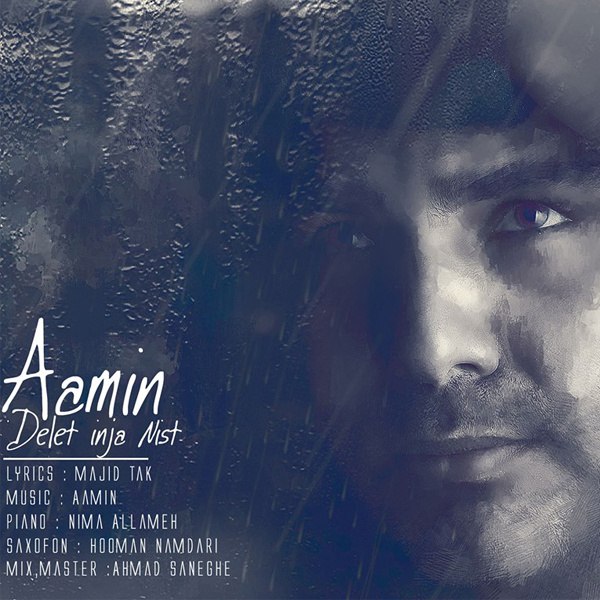 Aamin
Delet inja Nist
LYRICS : MAJID TAK
MUSIC : AAMIN
PIANO : NIMA ALLAMEH
SAXOFON : HOOMAN NAMDARI
MIX,MASTER :AHMAD SANEGHE